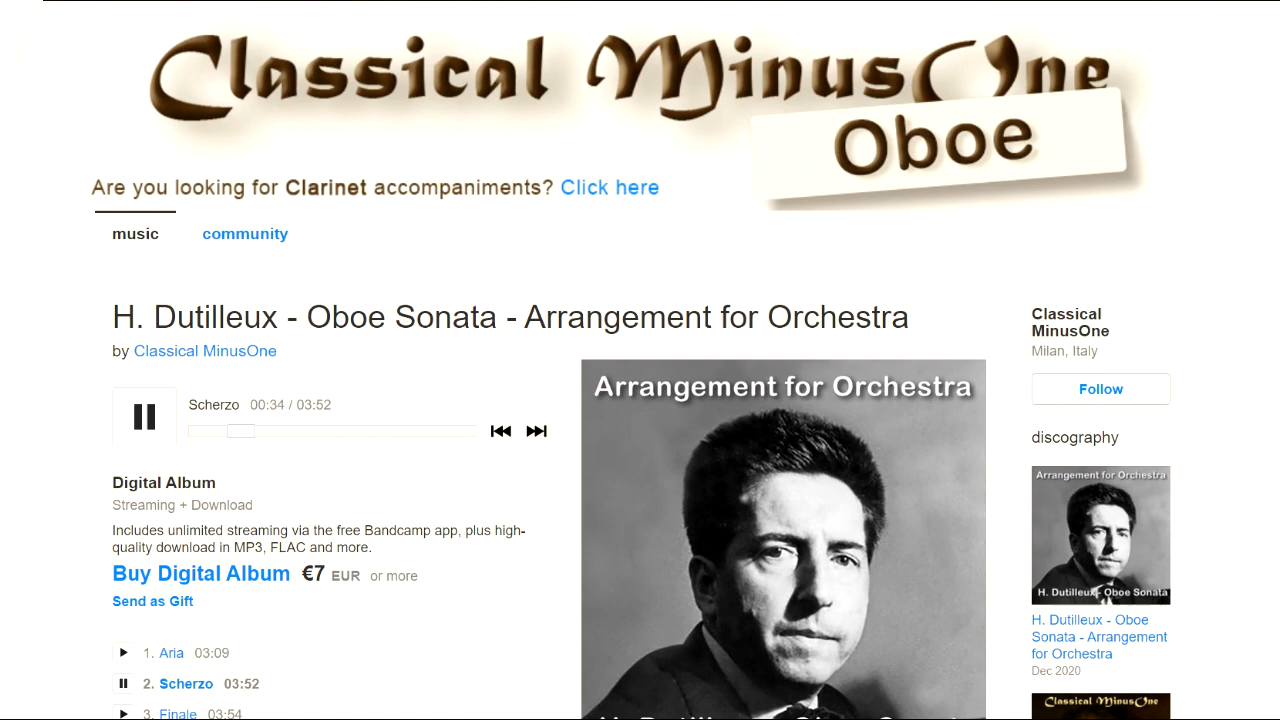 Classical MinusOne
Oboe
Are you looking for Clarinet accompaniments? Click here
music community
H. Dutilleux - Oboe Sonata - Arrangement for Orchestra
by Classical MinusOne
Scherzo 00:34 / 03:52
Digital Album
Streaming + Download
Includes unlimited streaming via the free Bandcamp app, plus high-
quality download in MP3, FLAC and more.
Buy Digital Album €7 EUR or more
Send as Gift
1. Aria 03:09
2. Scherzo 03:52
3. Finale 03:54
Arrangement for Orchestra
H. Dutilleux - Oboe Sonata
Classical
MinusOne
Milan, Italy
Follow
discography
Arrangement for Orchestra
H. Dutilleux - Oboe Sonata
H. Dutilleux - Oboe
Sonata - Arrangement
for Orchestra
Dec 2020
Classical MinusOne